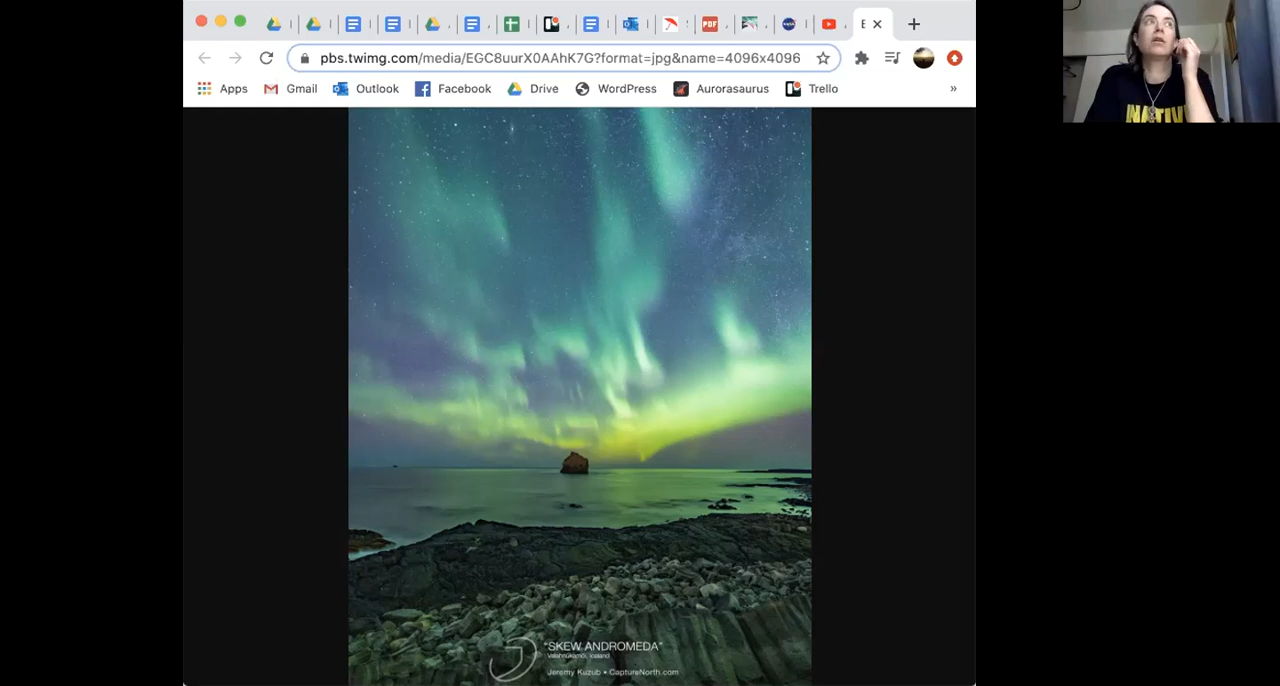 pbs.twimg.com/media/EGC8uurX0AAhK7G?format=jpg&name=4096x4096
Apps Gmail Outlook Facebook Drive WordPress Aurorasaurus Trello »
NATIV
"SKEW ANDROMEDA"
Jeremy Kuzub • CaptureNorth.com